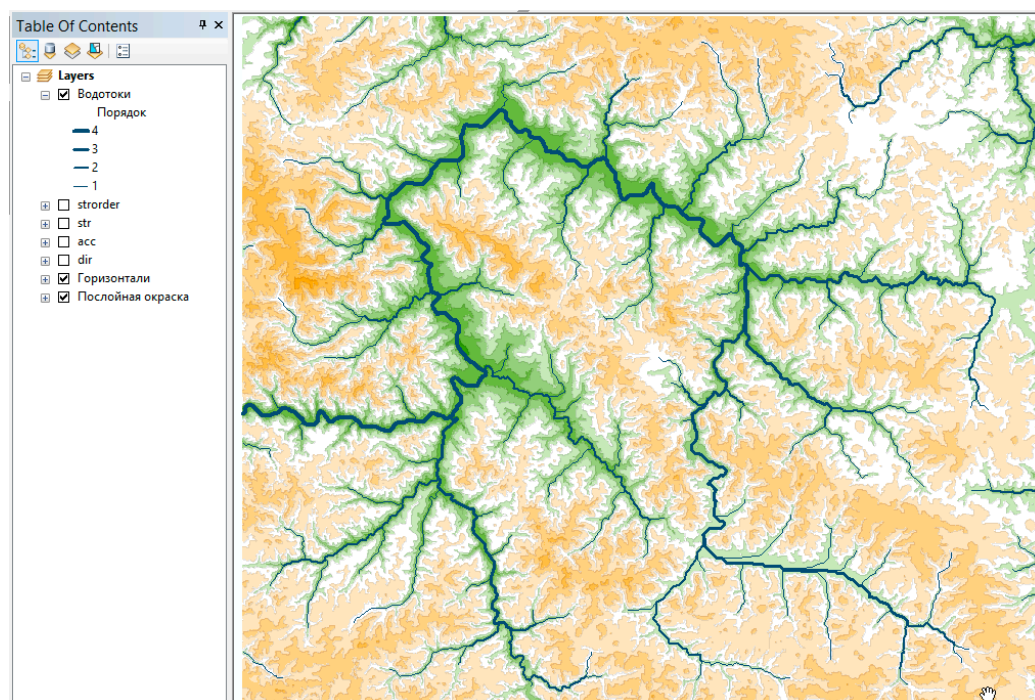 Table Of Contents
Layers
Водотоки
Порядок
4
3
2
1
strorder
str
acc
dir
Горизонтали
Послойная окраска